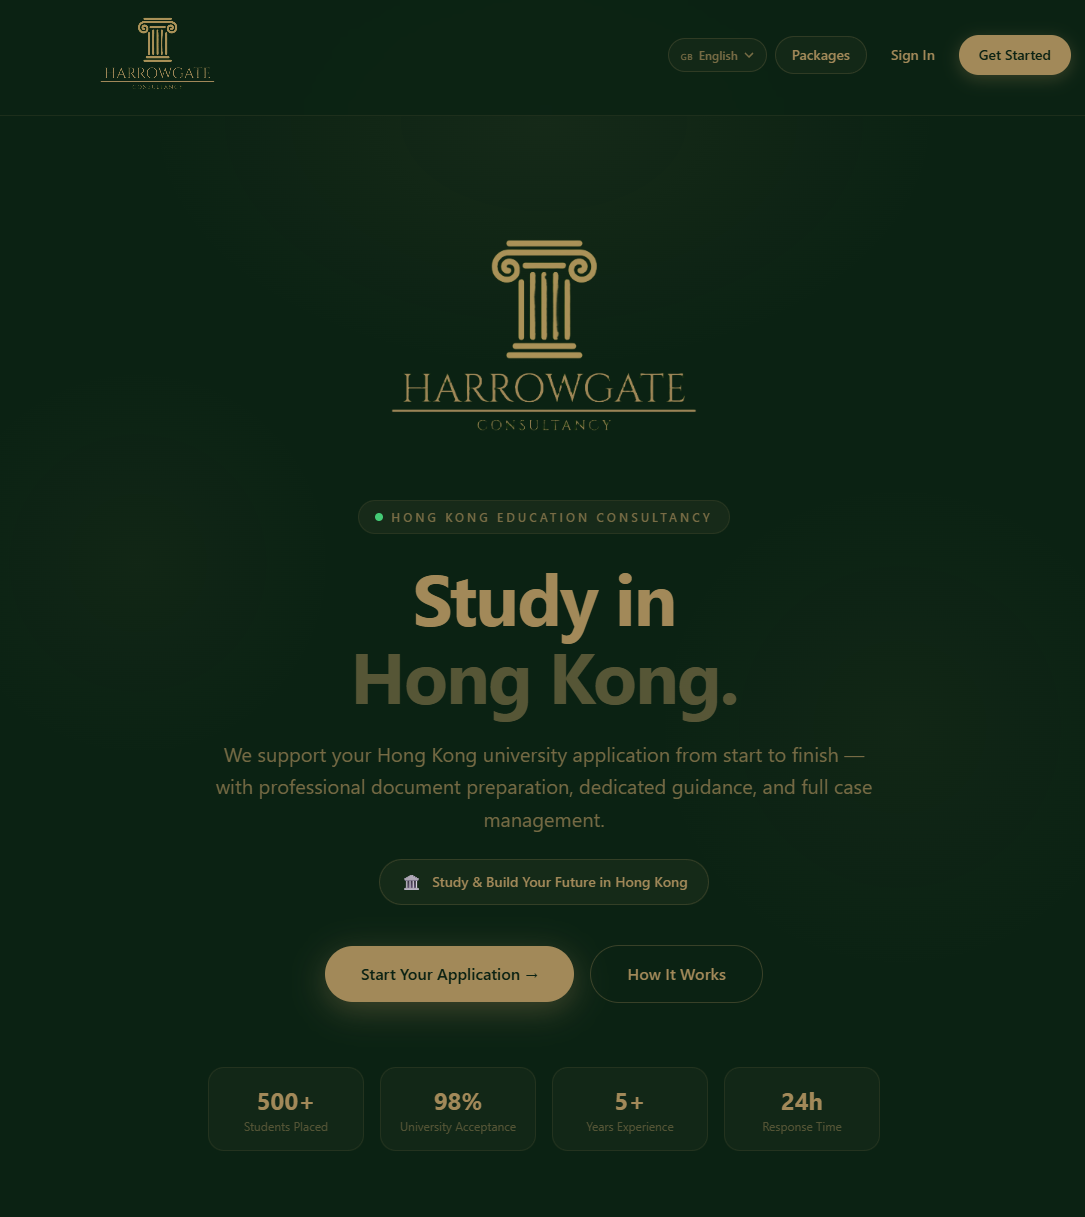 HARROWGATE
CONSULTANCY
GB English
Packages
Sign In
Get Started
HARROWGATE
CONSULTANCY
HONG KONG EDUCATION CONSULTANCY
Study in
Hong Kong.
We support your Hong Kong university application from start to finish —
with professional document preparation, dedicated guidance, and full case
management.
Study & Build Your Future in Hong Kong
Start Your Application →
How It Works
500+
Students Placed
98%
University Acceptance
5+
Years Experience
24h
Response Time